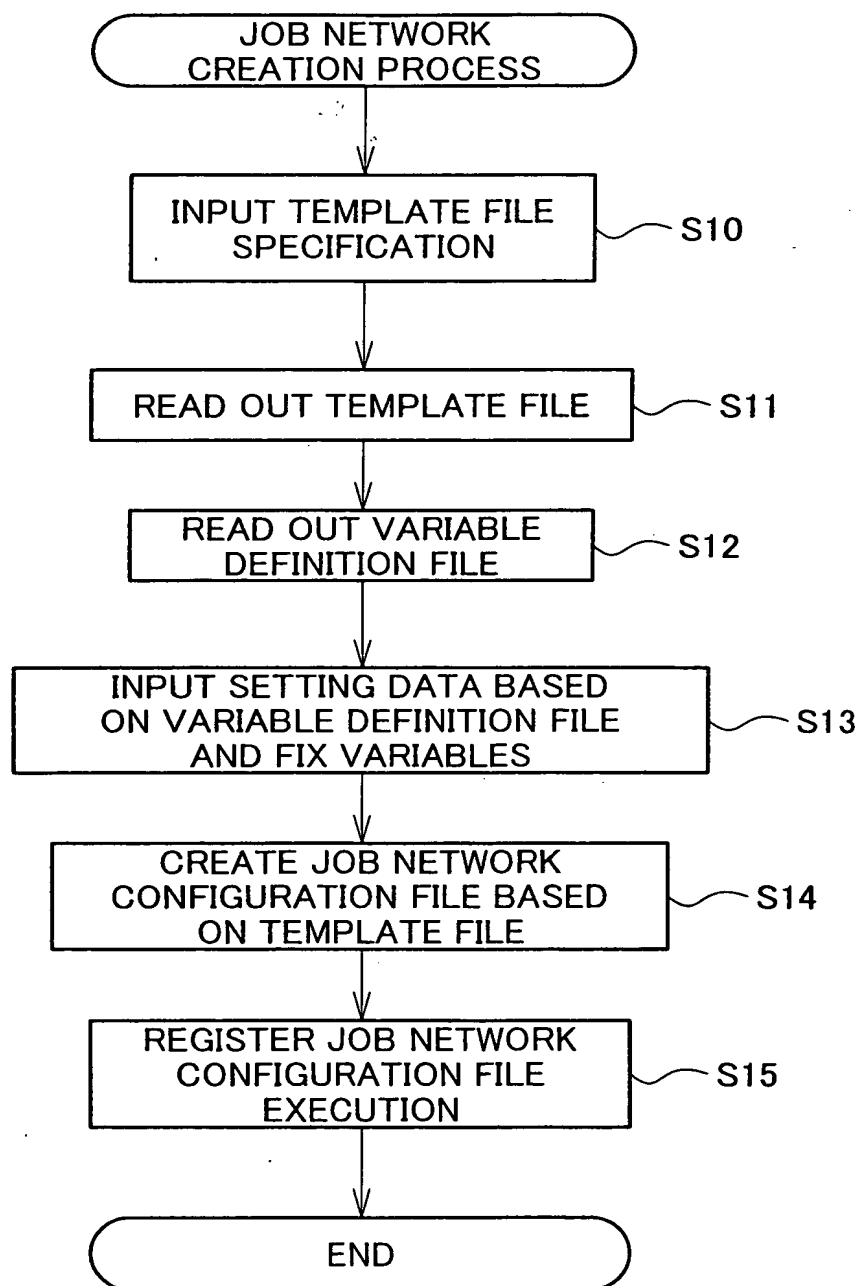 JOB NETWORK
CREATION PROCESS
INPUT TEMPLATE FILE
SPECIFICATION
S10
READ OUT TEMPLATE FILE
S11
READ OUT VARIABLE
DEFINITION FILE
S12
INPUT SETTING DATA BASED
ON VARIABLE DEFINITION FILE
AND FIX VARIABLES
S13
CREATE JOB NETWORK
CONFIGURATION FILE BASED
ON TEMPLATE FILE
S14
REGISTER JOB NETWORK
CONFIGURATION FILE
EXECUTION
S15
END